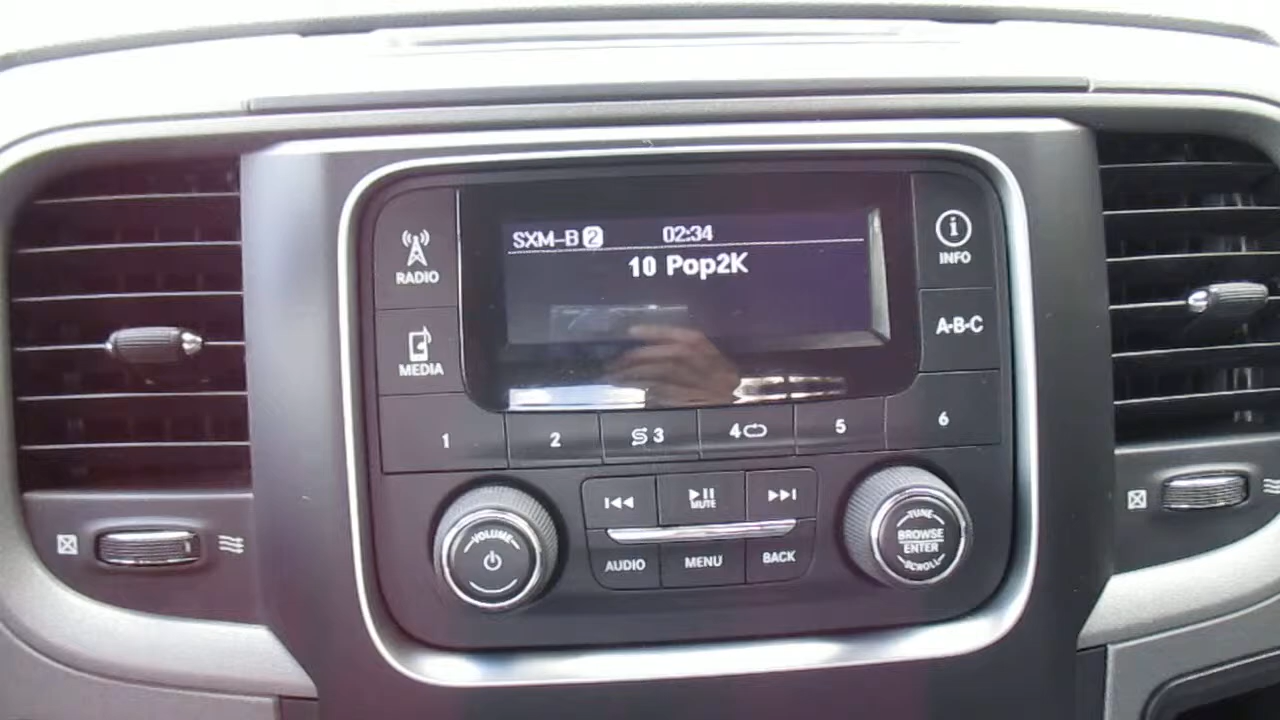 SXM-B 2 02:34
10 Pop2K
RADIO
MEDIA
i
INFO
A-B-C
1
2
3
4
5
6
VOLUME
MUTE
AUDIO
MENU
BACK
TUNE
BROWSE
ENTER
SCROLL